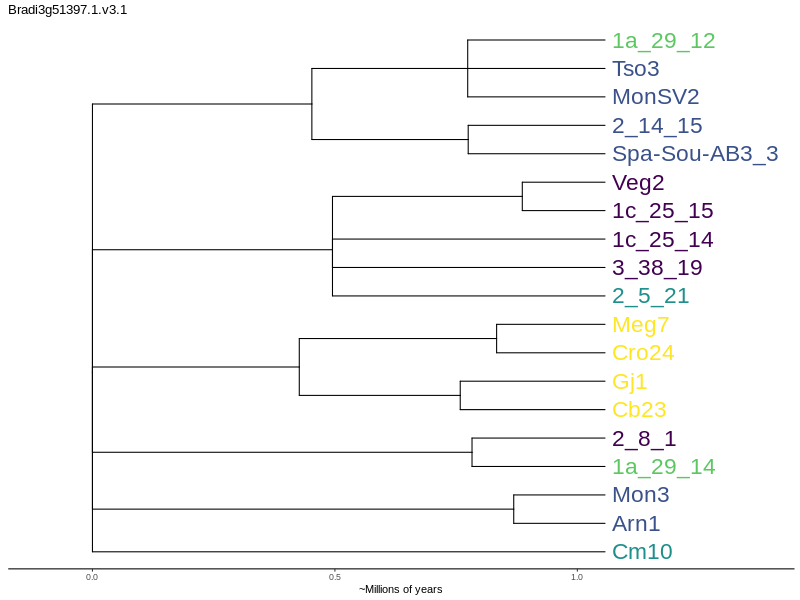 Bradi3g51397.1.v3.1
1a_29_12
Tso3
MonSV2
2_14_15
Spa-Sou-AB3_3
Veg2
1c_25_15
1c_25_14
3_38_19
2_5_21
Meg7
Cro24
Gj1
Cb23
2_8_1
1a_29_14
Mon3
Arn1
Cm10
0.0 0.5 1.0
~Millions of years